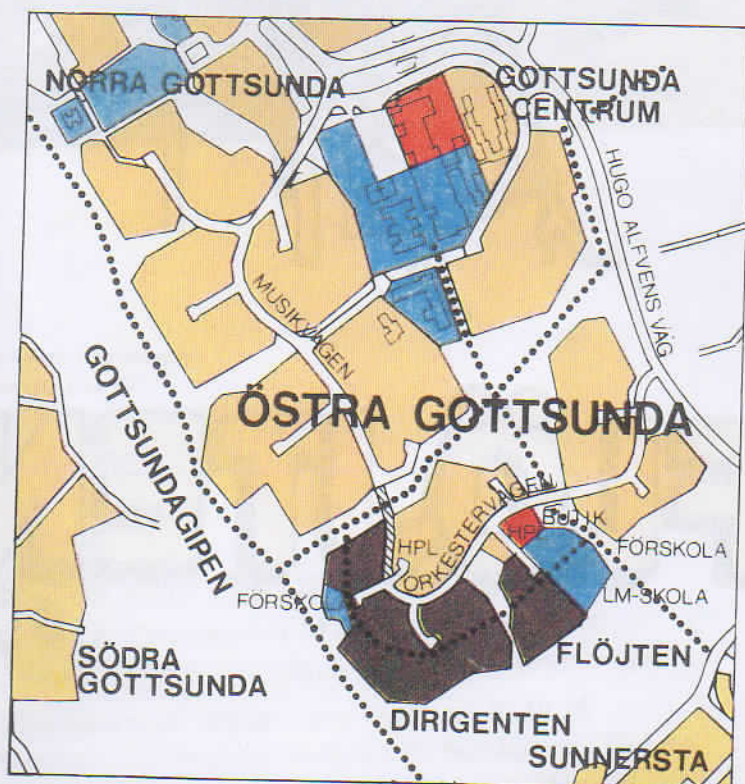 NORRA GOTTSUNDA
GOTTSUNDA
CENTRUM
HUGO ALFVENS VÄG
MUSIKVÄGEN
GOTTSUNDAGIPEN
ÖSTRA GOTTSUNDA
ORKESTERVÄGEN
BUTIK
HPL
HPL
FÖRSKOLA
FÖRSKOLA
LM-SKOLA
FLÖJTEN
SÖDRA
GOTTSUNDA
DIRIGENTEN
SUNNERSTA